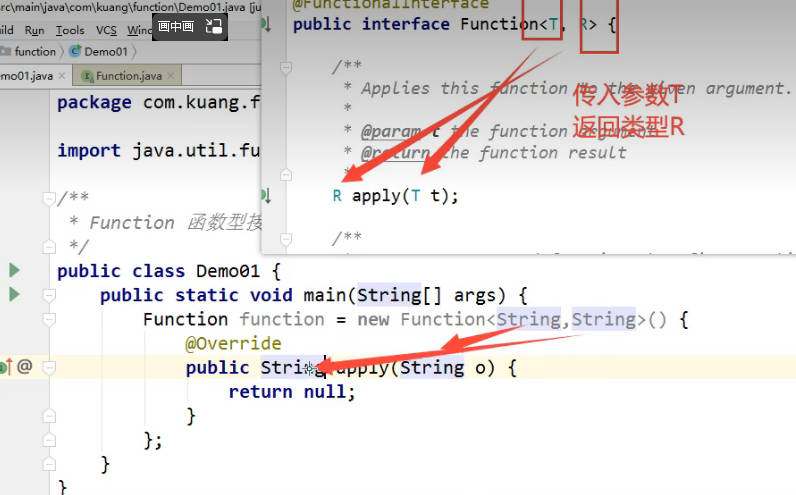 src\main\java\com\kuang\function\Demo01.java [ju
uild Run Tools VCS Win
画中画
function Demo01
emo01.java × Function.java ×
package com.kuang.f
import java.util.fu
/**
* Function 函数型接
*/
public class Demo01 {
public static void main(String[] args) {
Function function = new Function<String,String>() {
@Override
public String apply(String o) {
return null;
}
};
}
}
@FunctionalInterface
public interface Function<T, R> {
/**
* Applies this function to the given argument.
*
* @param t the function argument
* @return the function result
*
R apply(T t);
/**
传入参数T
返回类型R